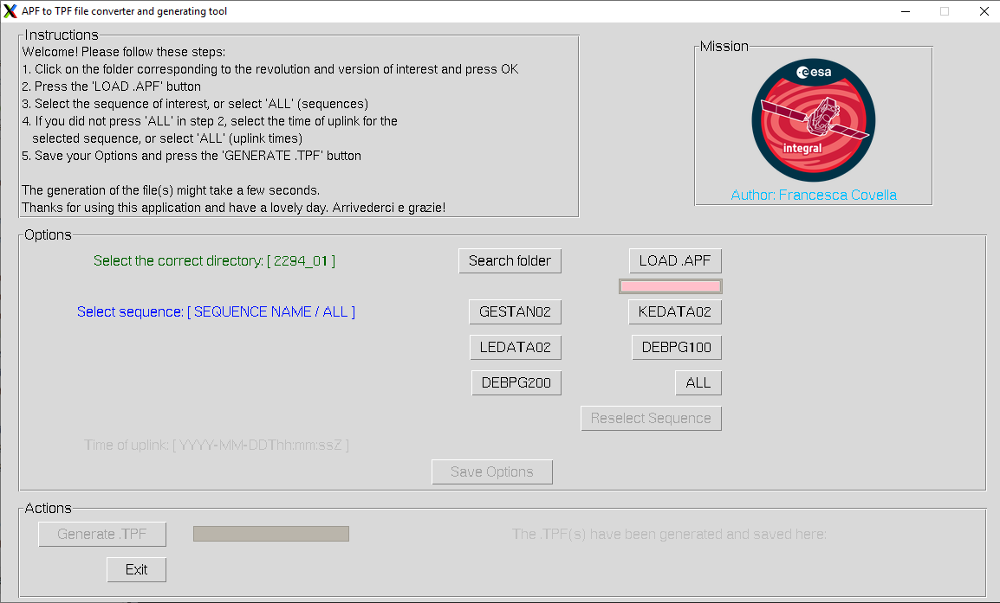 APF to TPF file converter and generating tool
Instructions
Welcome! Please follow these steps:
1. Click on the folder corresponding to the revolution and version of interest and press OK
2. Press the 'LOAD .APF' button
3. Select the sequence of interest, or select 'ALL' (sequences)
4. If you did not press 'ALL' in step 2, select the time of uplink for the
selected sequence, or select 'ALL' (uplink times)
5. Save your Options and press the 'GENERATE .TPF' button
The generation of the file(s) might take a few seconds.
Thanks for using this application and have a lovely day. Arrivederci e grazie!
Mission
esa
integral
Author: Francesca Covella
Options
Select the correct directory: [ 2294_01 ]
Search folder
LOAD .APF
Select sequence: [ SEQUENCE NAME / ALL ]
GESTAN02
KEDATA02
LEDATA02
DEBPG100
DEBPG200
ALL
Reselect Sequence
Time of uplink: [ YYYY-MM-DDThh:mm:ssZ ]
Save Options
Actions
Generate .TPF
The .TPF(s) have been generated and saved here:
Exit